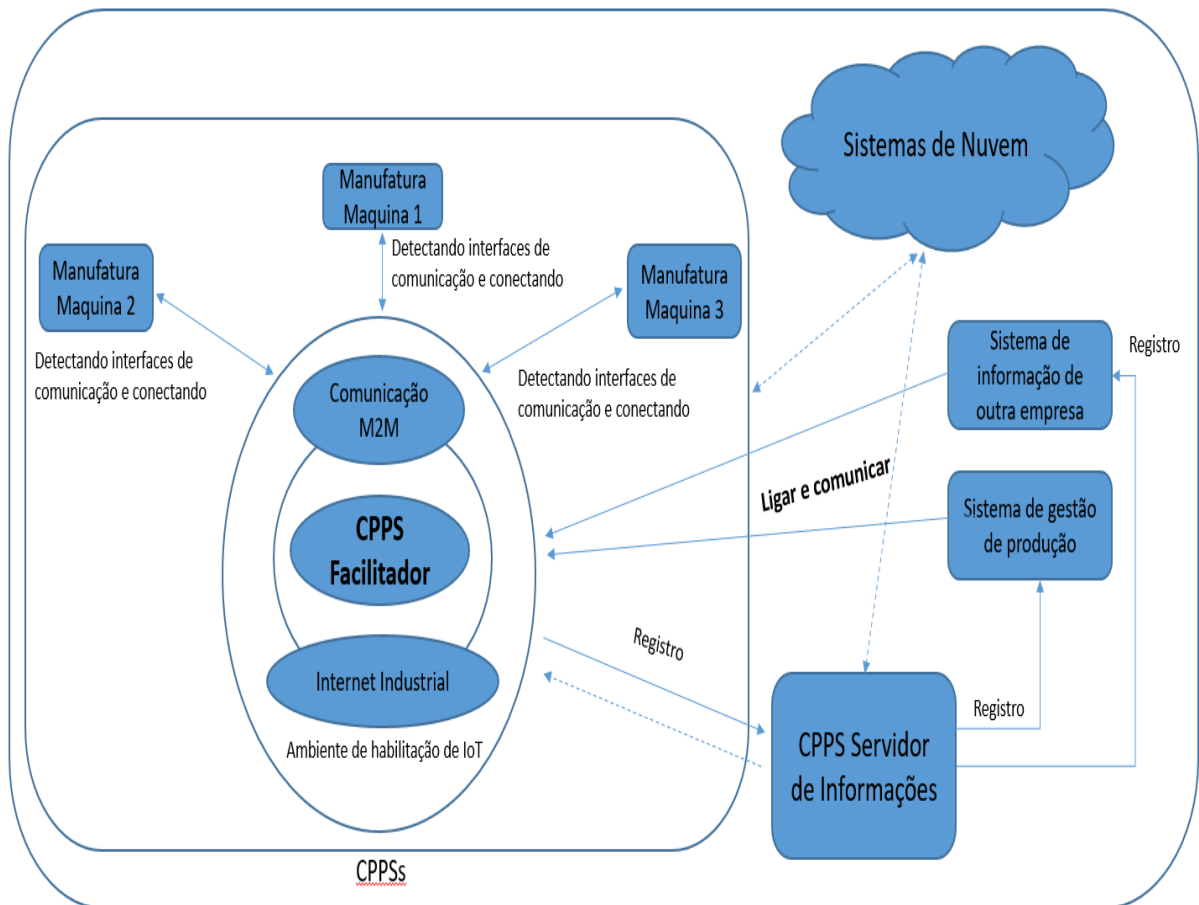 Sistemas de Nuvem
Manufatura
Maquina 1
Detectando interfaces de
comunicação e conectando
Manufatura
Maquina 2
Detectando interfaces de
comunicação e conectando
Manufatura
Maquina 3
Detectando interfaces de
comunicação e conectando
Comunicação
M2M
CPPS
Facilitador
Internet Industrial
Ambiente de habilitação de IoT
CPPSs
Sistema de
informação de
outra empresa
Registro
Ligar e comunicar
Sistema de gestão
de produção
Registro
CPPS Servidor
de Informações
Registro